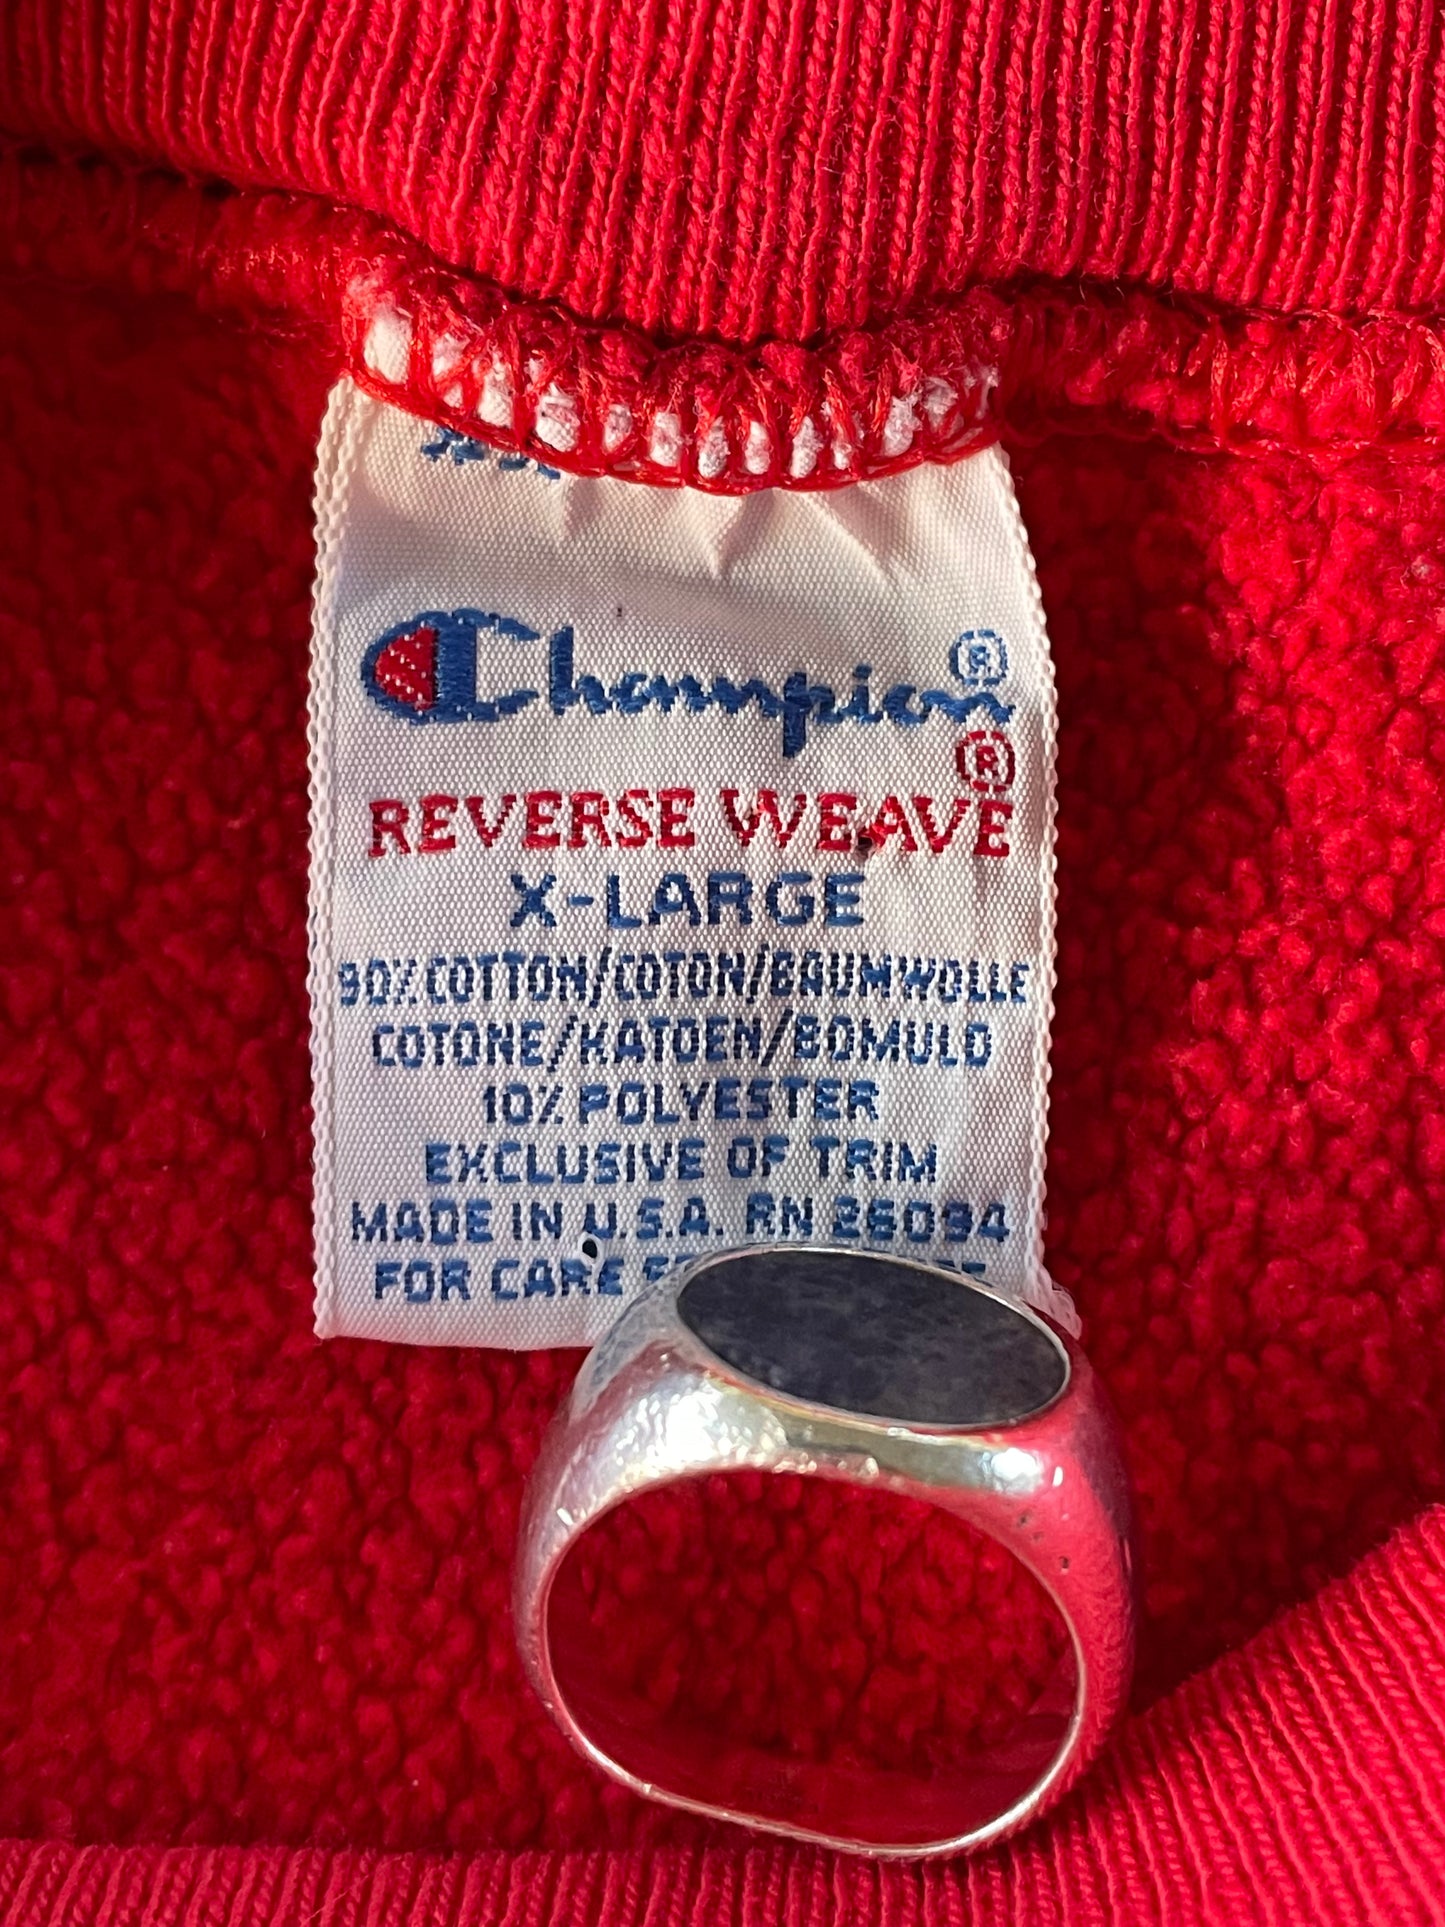 Champion®
®
REVERSE WEAVE
X-LARGE
90% COTTON/COTON/BAUMWOLLE
COTONE/KATOEN/BOMULD
10% POLYESTER
EXCLUSIVE OF TRIM
MADE IN U.S.A. RN 26094
FOR CARE